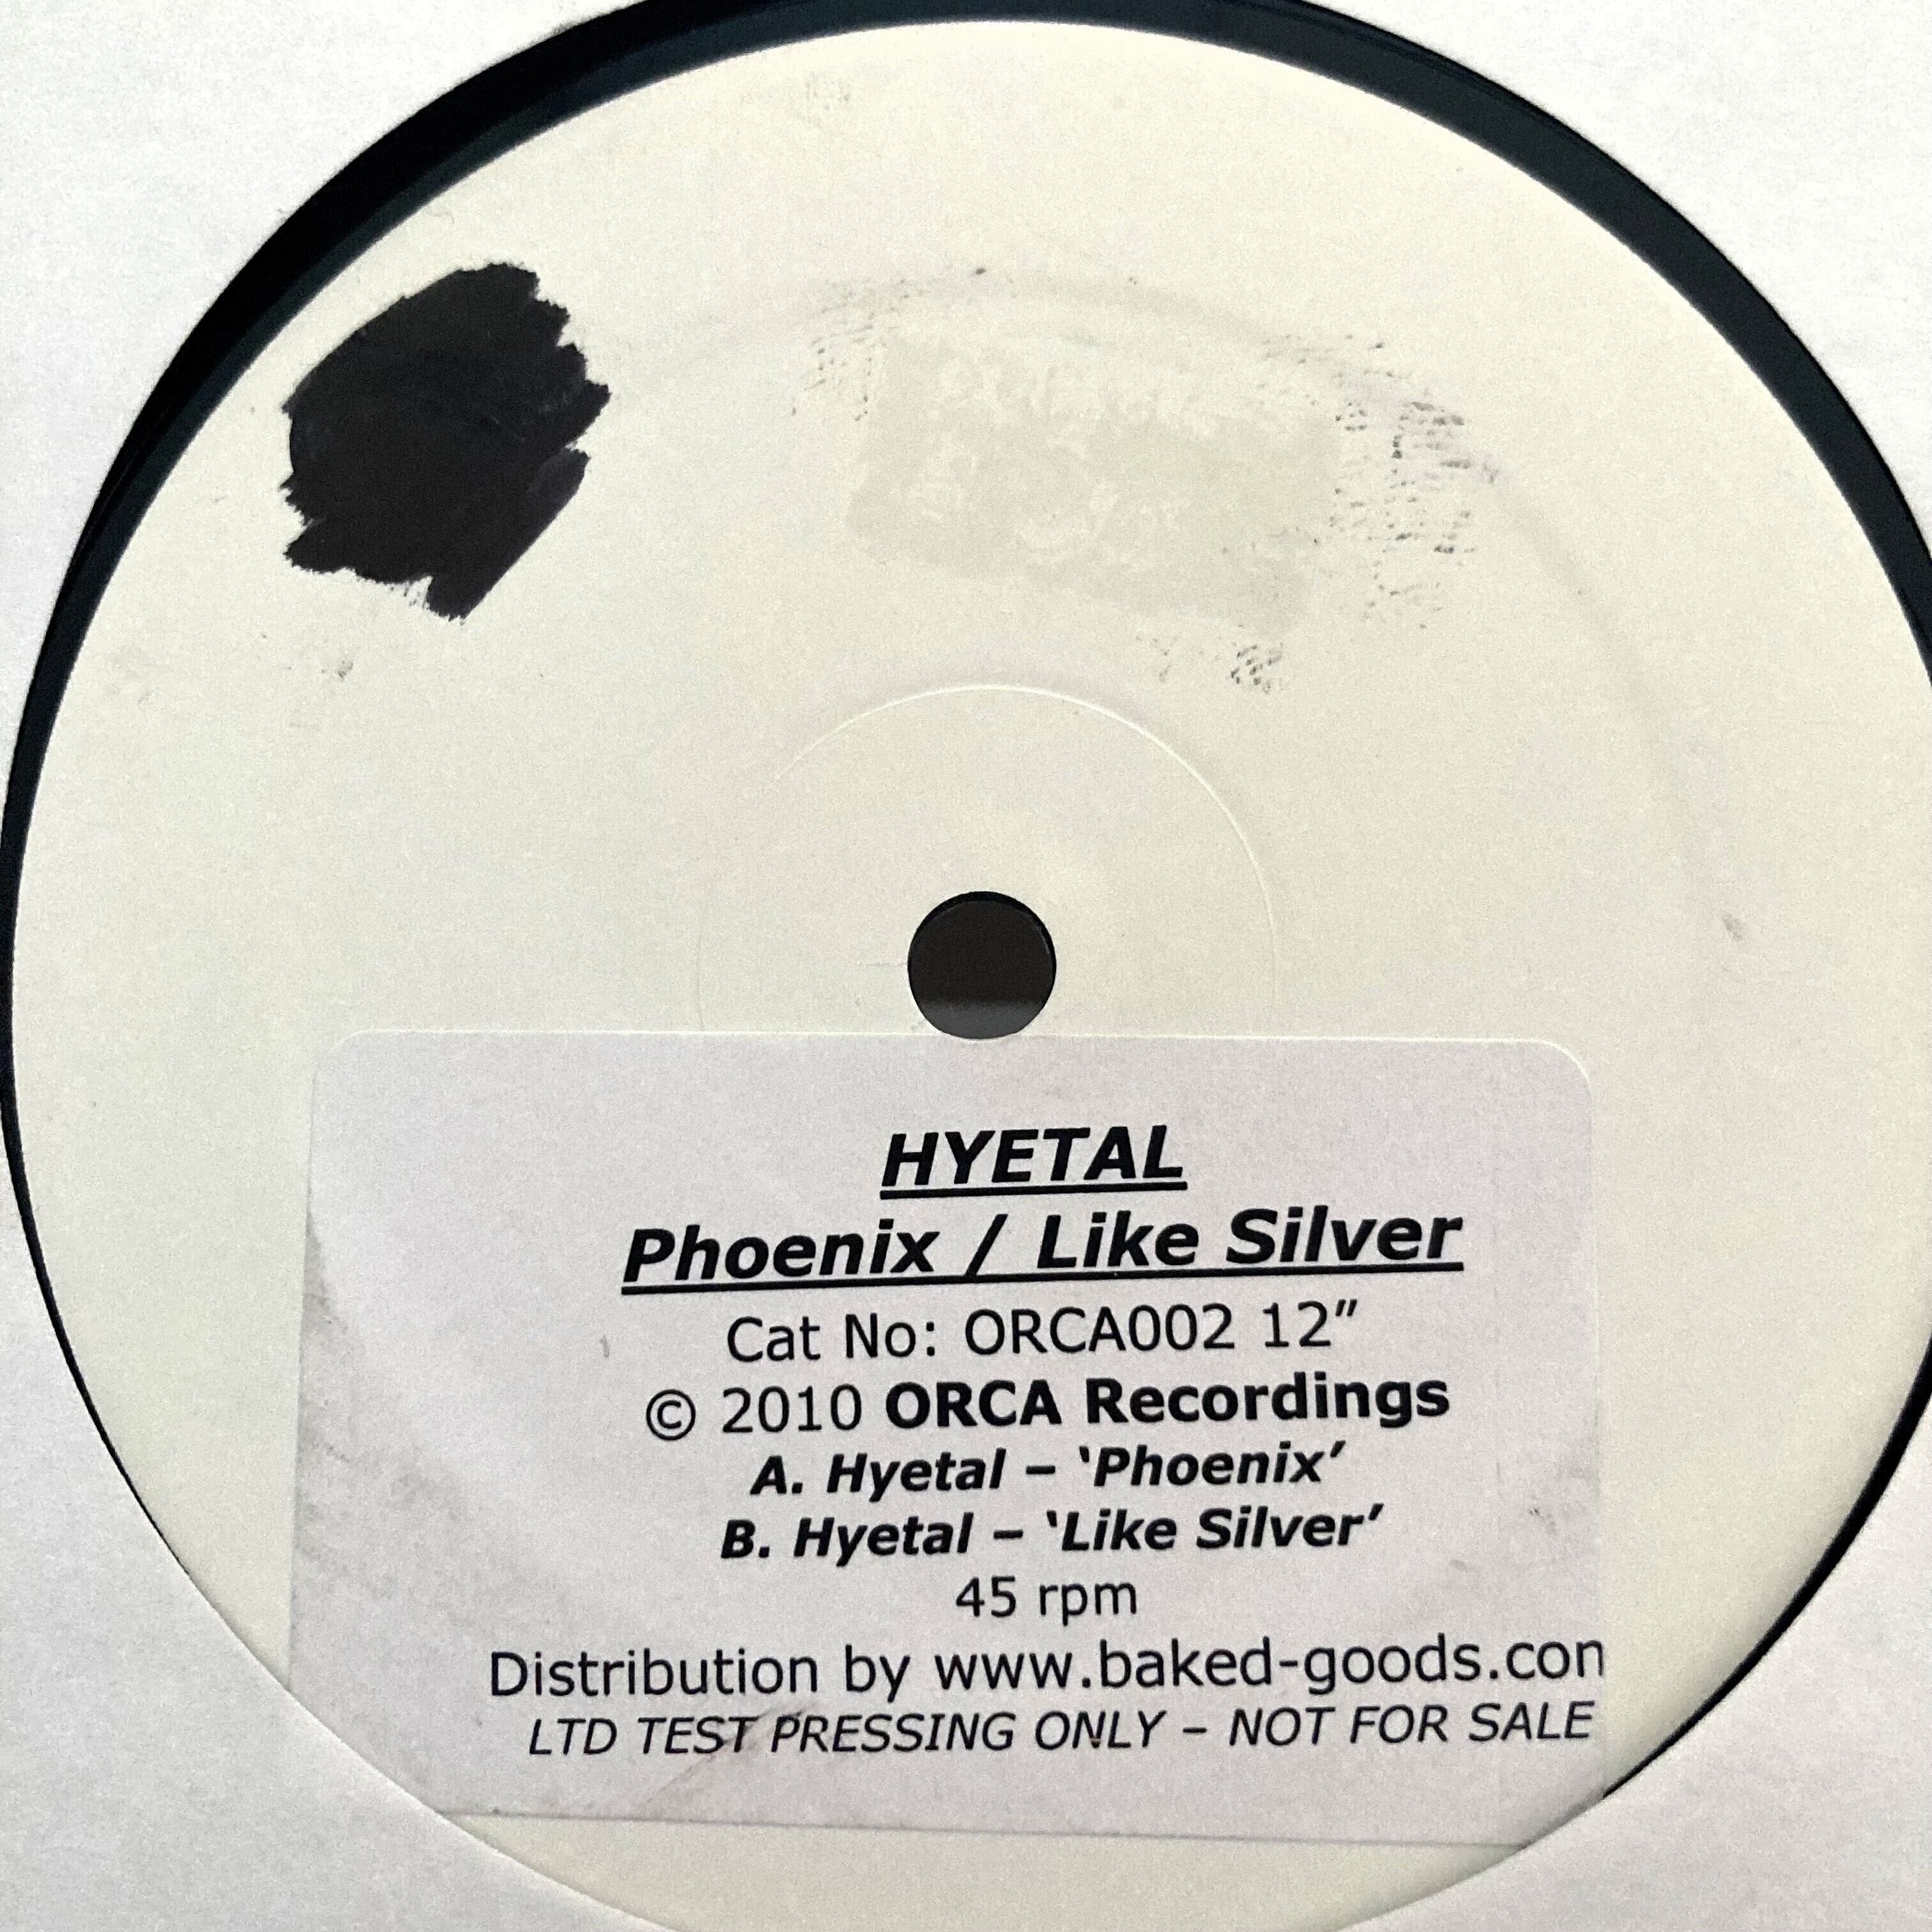 HYETAL
Phoenix / Like Silver
Cat No: ORCA002 12”
© 2010 ORCA Recordings
A. Hyetal – ‘Phoenix’
B. Hyetal – ‘Like Silver’
45 rpm
Distribution by www.baked-goods.con
LTD TEST PRESSING ONLY – NOT FOR SALE